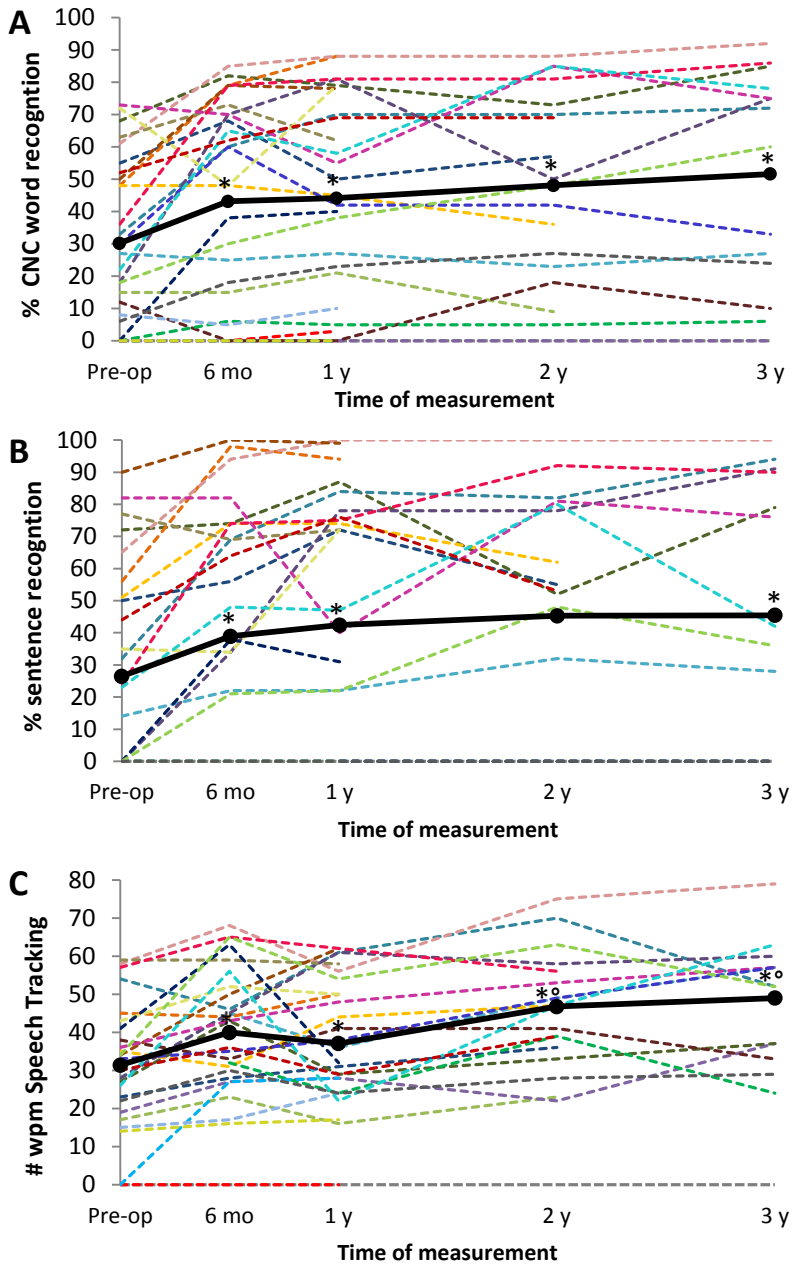 A
% CNC word recogntion
100
90
80
70
60
50
40
30
20
10
0
* * * *
Pre-op 6 mo 1 y 2 y 3 y
Time of measurement
B
% sentence recogntion
100
90
80
70
60
50
40
30
20
10
0
* * *
Pre-op 6 mo 1 y 2 y 3 y
Time of measurement
C
# wpm Speech Tracking
80
70
60
50
40
30
20
10
0
* * *° *°
Pre-op 6 mo 1 y 2 y 3 y
Time of measurement